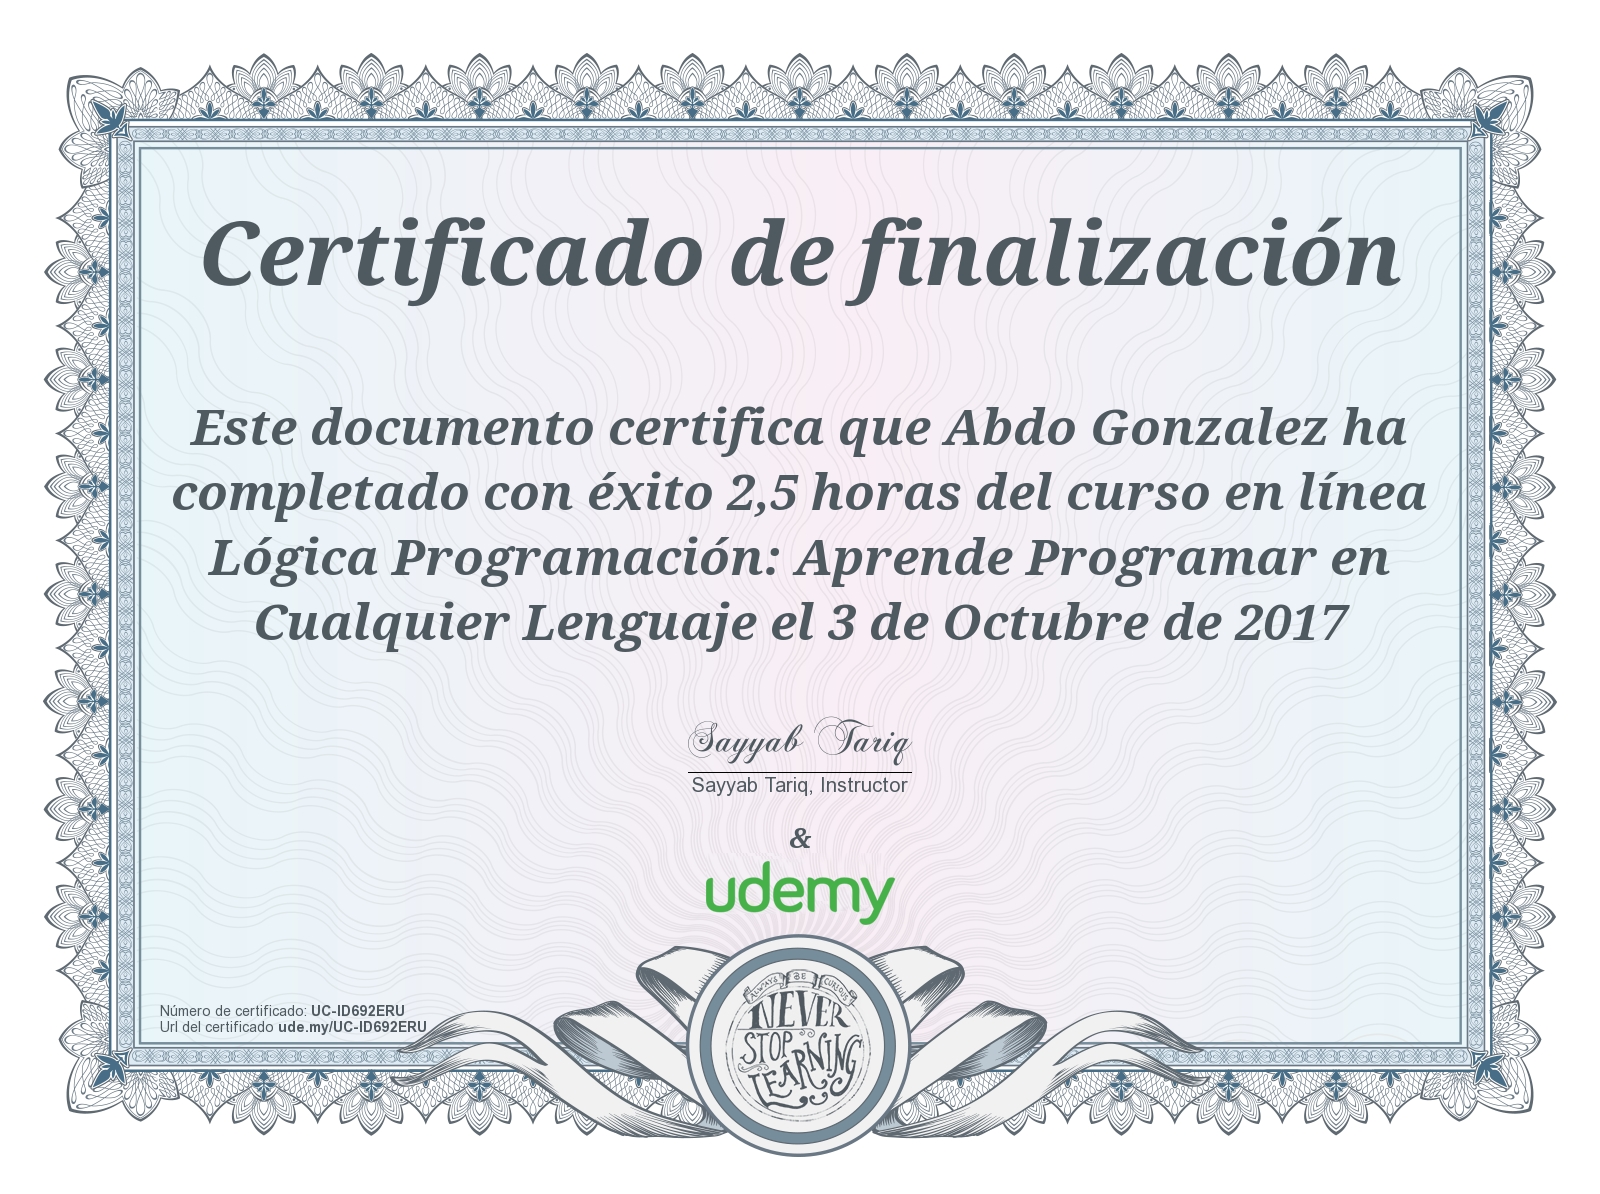 Certificado de finalización
Este documento certifica que Abdo Gonzalez ha
completado con éxito 2,5 horas del curso en línea
Lógica Programación: Aprende Programar en
Cualquier Lenguaje el 3 de Octubre de 2017
Sayyab Tariq
Sayyab Tariq, Instructor
&
udemy
Número de certificado: UC-ID692ERU
Url del certificado ude.my/UC-ID692ERU
ALWAYS BE CURIOUS
NEVER
STOP
LEARNING